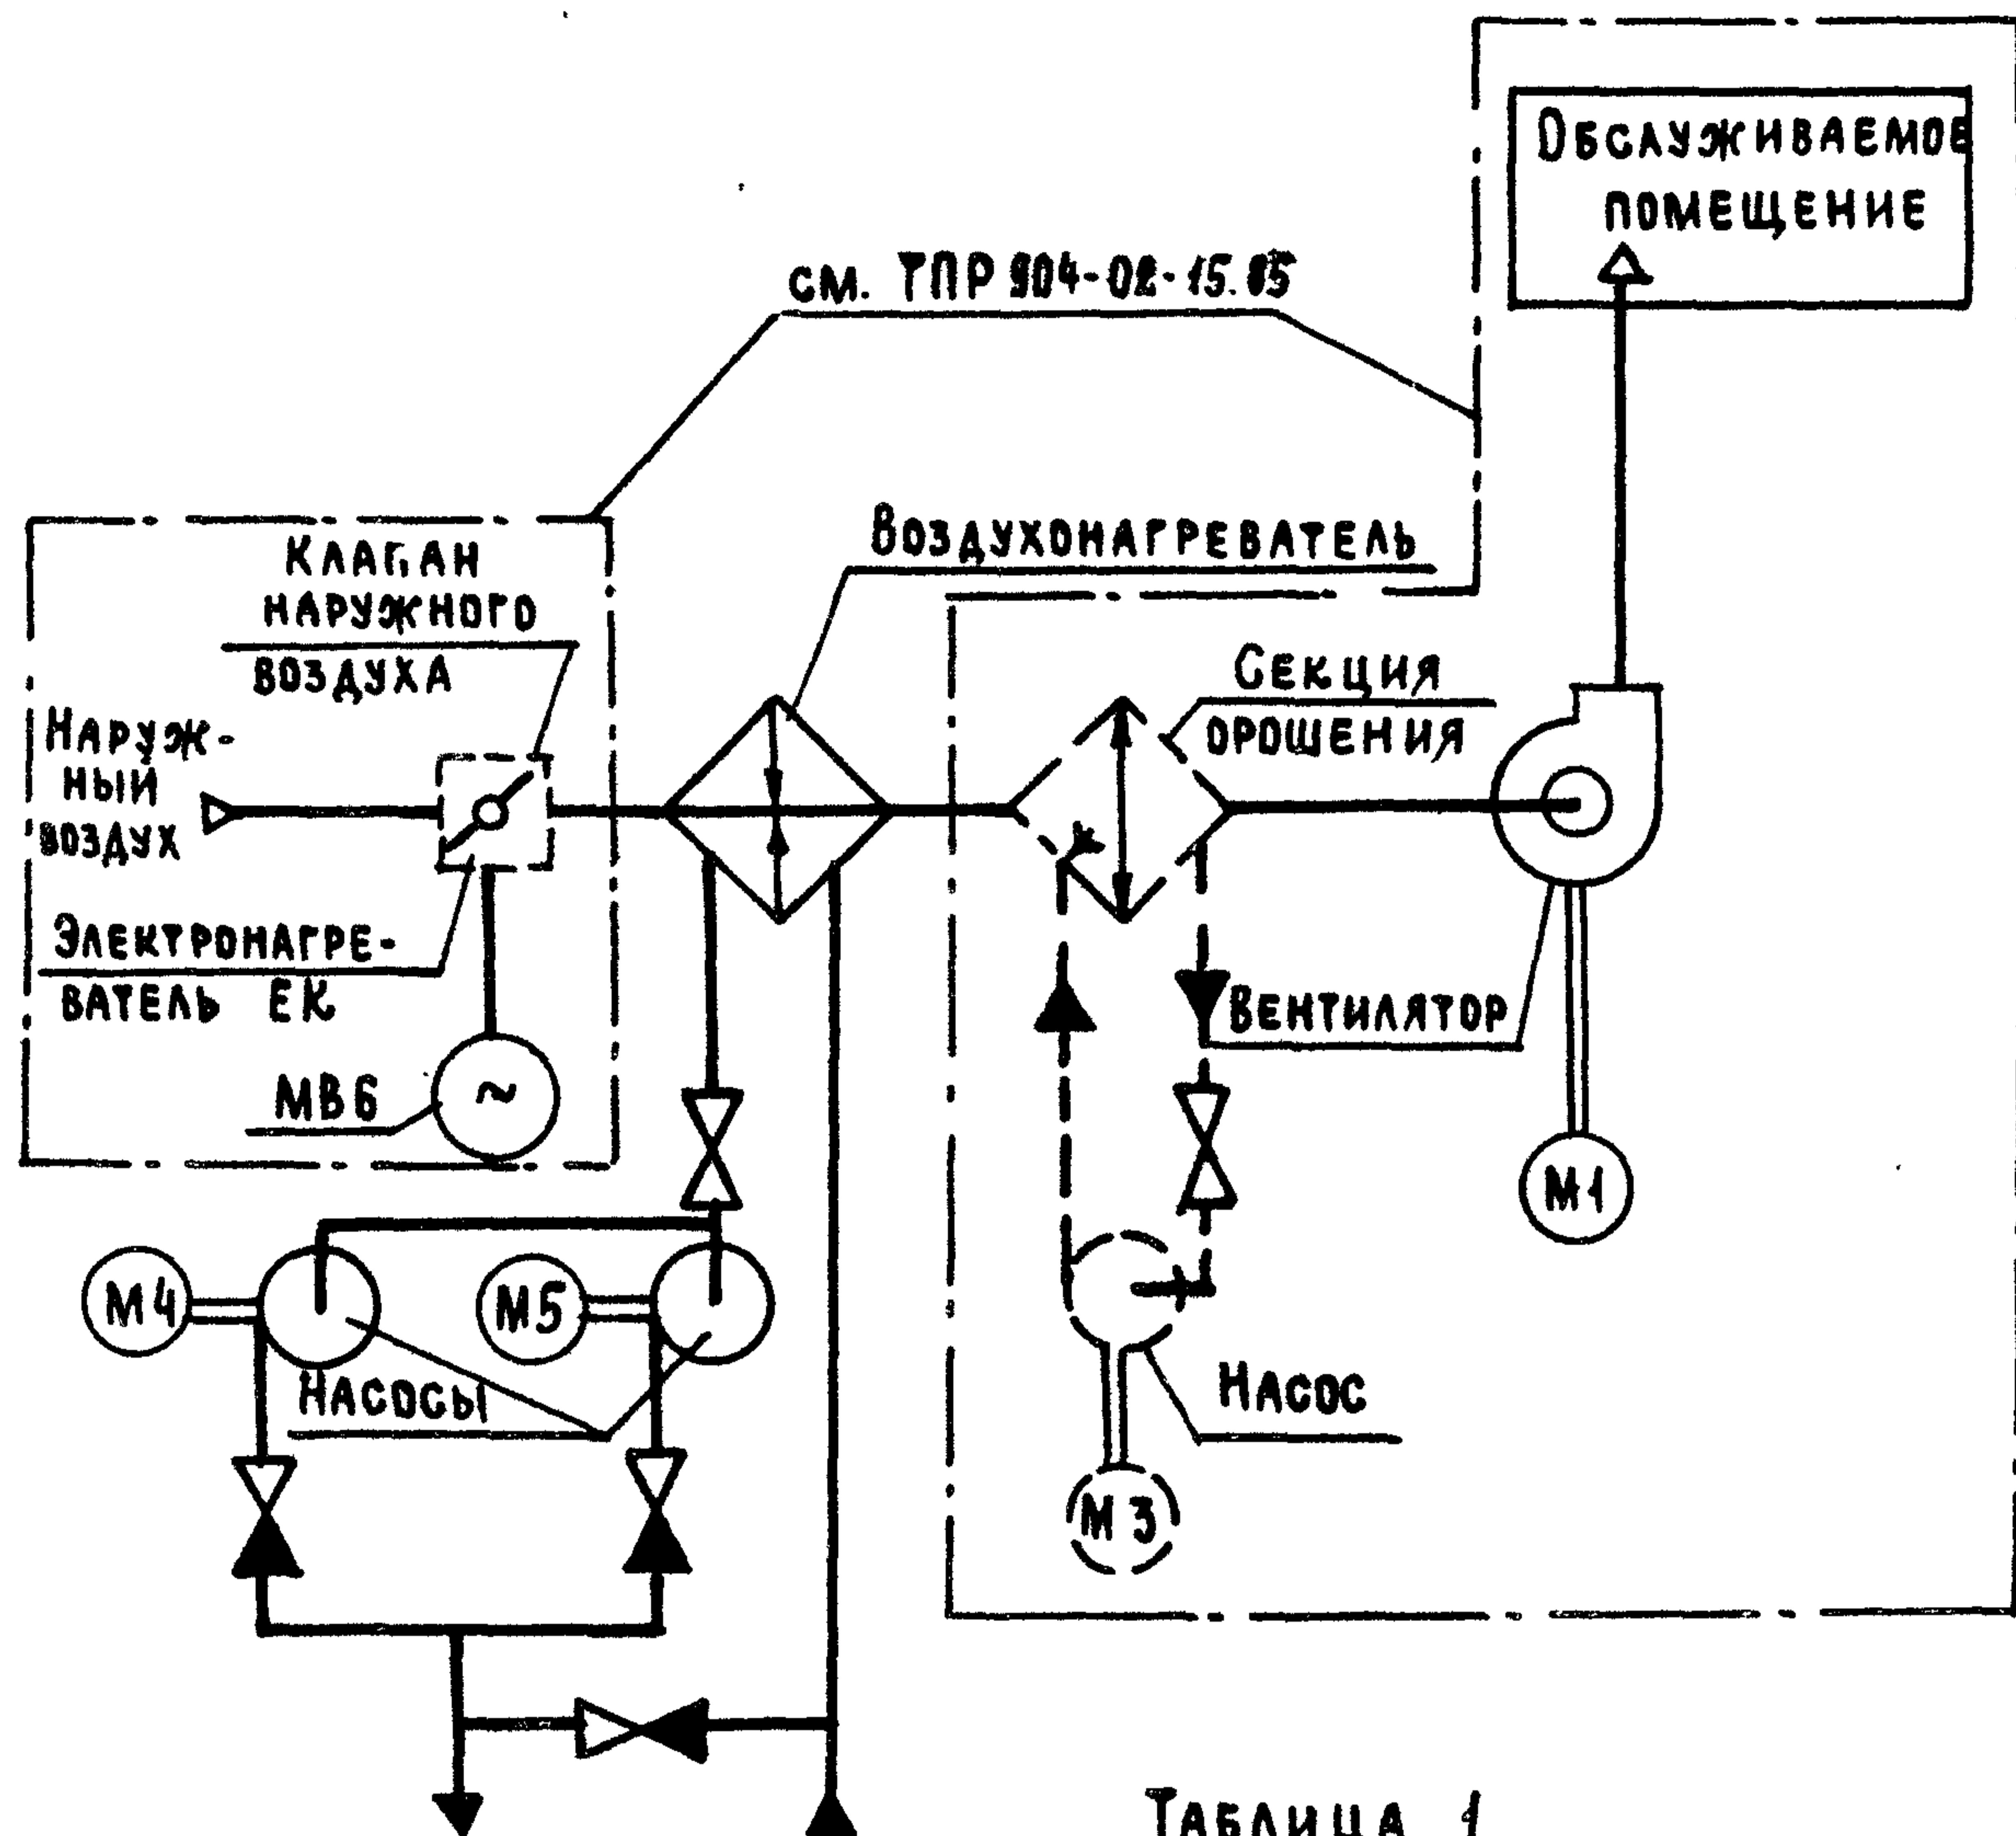 Обслуживаемое
помещение
см. ТПР 904-02-15.85
Воздухонагреватель
Клапан
наружного
воздуха
Секция
орошения
Наруж-
ный
воздух
Электронагре-
ватель ЕК
Вентилятор
МВ6
М1
М4
М5
Насосы
Насос
М3
Таблица 1